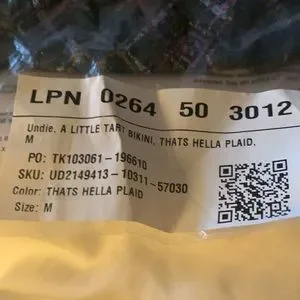 LPN 0264 50 3012
Undie, A LITTLE TART BIKINI, THATS HELLA PLAID,
M
PO: TK103061-196610
SKU: UD2149413-10311-57030
Color: THATS HELLA PLAID
Size: M